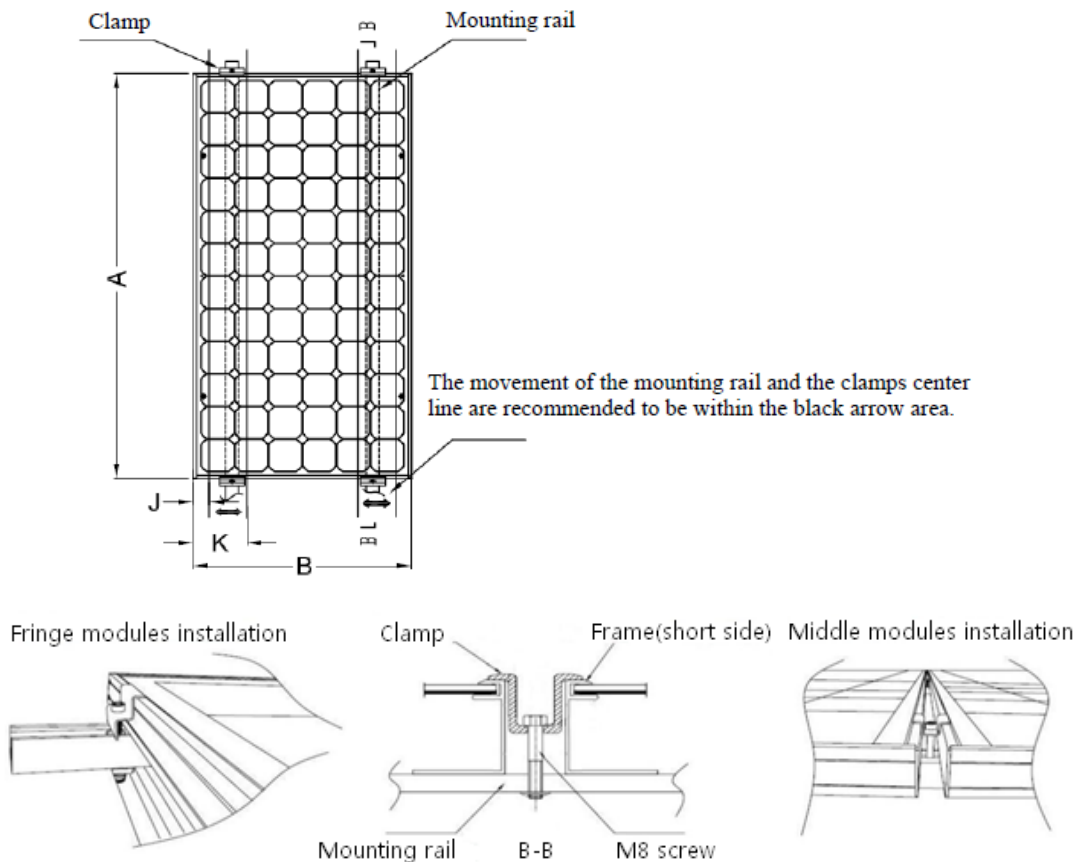 Clamp
Mounting rail
B
A
The movement of the mounting rail and the clamps center
line are recommended to be within the black arrow area.
J
K
B
B
Fringe modules installation
Clamp
Frame(short side)
Middle modules installation
Mounting rail
B-B
M8 screw